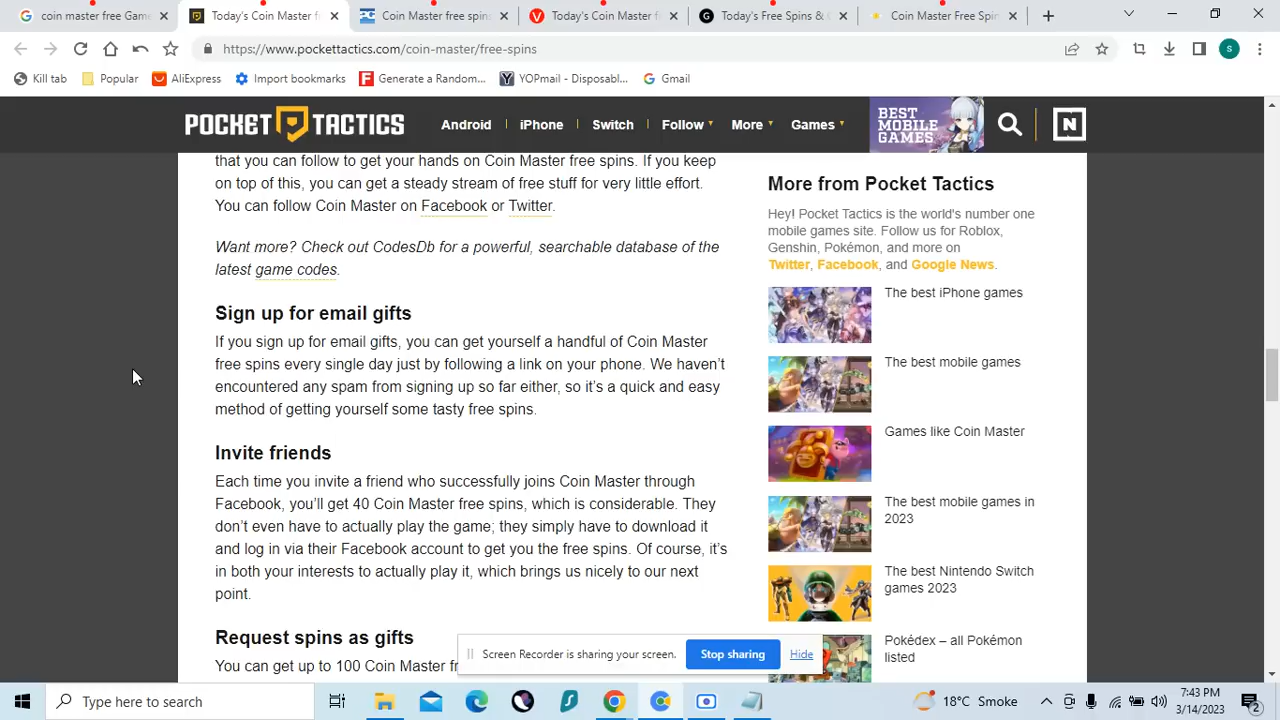 coin master free Game
Today's Coin Master f
Coin Master free spins
Today's Coin Master f
Today's Free Spins & C
Coin Master Free Spin
https://www.pockettactics.com/coin-master/free-spins
S
Kill tab
Popular
AliExpress
Import bookmarks
Generate a Random...
YOPmail - Disposabl...
Gmail
POCKET TACTICS
Android
iPhone
Switch
Follow
More
Games
BEST
MOBILE
GAMES
N
that you can follow to get your hands on Coin Master free spins. If you keep
on top of this, you can get a steady stream of free stuff for very little effort.
You can follow Coin Master on Facebook or Twitter.
Want more? Check out CodesDb for a powerful, searchable database of the
latest game codes.
Sign up for email gifts
If you sign up for email gifts, you can get yourself a handful of Coin Master
free spins every single day just by following a link on your phone. We haven't
encountered any spam from signing up so far either, so it's a quick and easy
method of getting yourself some tasty free spins.
Invite friends
Each time you invite a friend who successfully joins Coin Master through
Facebook, you'll get 40 Coin Master free spins, which is considerable. They
don't even have to actually play the game; they simply have to download it
and log in via their Facebook account to get you the free spins. Of course, it's
in both your interests to actually play it, which brings us nicely to our next
point.
Request spins as gifts
You can get up to 100 Coin Master fr
More from Pocket Tactics
Hey! Pocket Tactics is the world's number one
mobile games site. Follow us for Roblox,
Genshin, Pokémon, and more on
Twitter, Facebook, and Google News.
The best iPhone games
The best mobile games
Games like Coin Master
The best mobile games in
2023
The best Nintendo Switch
games 2023
Pokédex – all Pokémon
listed
Screen Recorder is sharing your screen.
Stop sharing
Hide
Type here to search
18°C Smoke
7:43 PM
3/14/2023
2